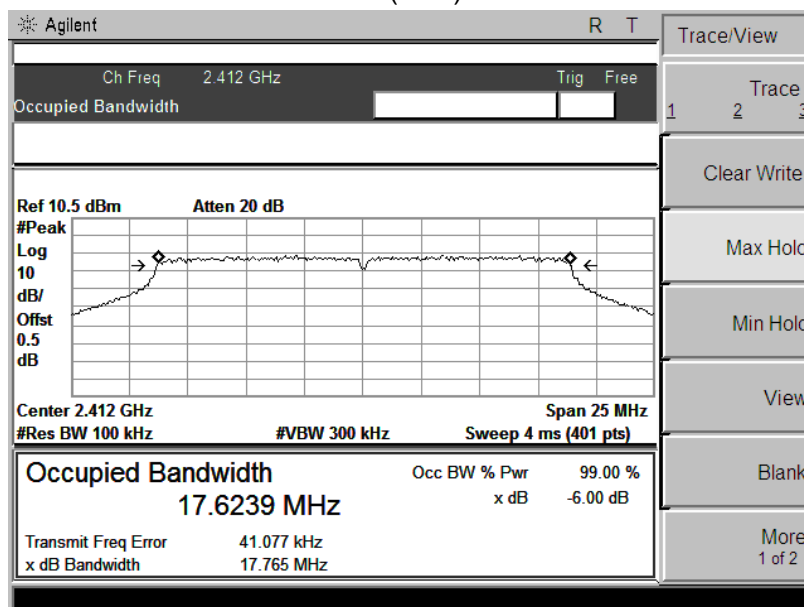 Agilent R T
Trace/View
Ch Freq 2.412 GHz Trig Free
Occupied Bandwidth
Trace
1 2 3
Clear Write
Ref 10.5 dBm Atten 20 dB
#Peak
Log
10
dB/
Offst
0.5
dB
Max Hold
Min Hold
View
Center 2.412 GHz Span 25 MHz
#Res BW 100 kHz #VBW 300 kHz Sweep 4 ms (401 pts)
Occupied Bandwidth Occ BW % Pwr 99.00 %
17.6239 MHz x dB -6.00 dB
Blank
Transmit Freq Error 41.077 kHz
x dB Bandwidth 17.765 MHz
More
1 of 2